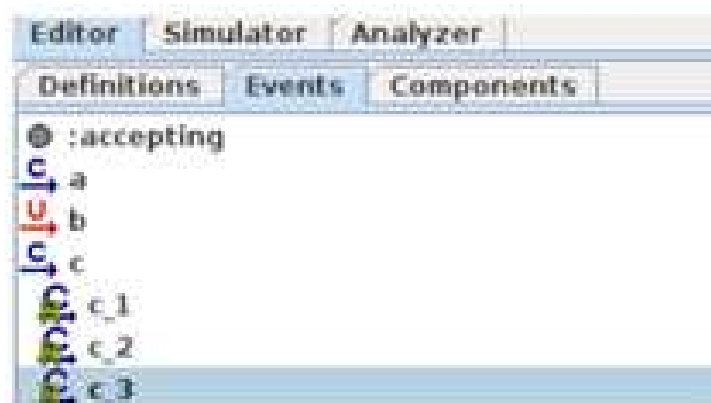 Editor Simulator Analyzer
Definitions Events Components
:accepting
C a
U b
C c
c_1
c_2
c_3